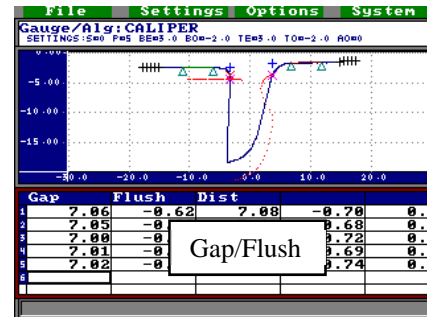 File Settings Options System
Gauge/Alg:CALIPER
SETTINGS:S=0 P=5 BE=3.0 BO=-2.0 TE=3.0 TO=-2.0 AO=0
0.00
-5.00
-10.00
-15.00
-30.0 -20.0 -10.0 0.0 10.0 20.0
Gap Flush Dist
1 7.06 -0.62 7.08 -0.70 0.
2 7.05 -0. .68 0.
3 7.00 -0. .72 0.
4 7.01 -0. .69 0.
5 7.02 -0. .74 0.
6
Gap/Flush